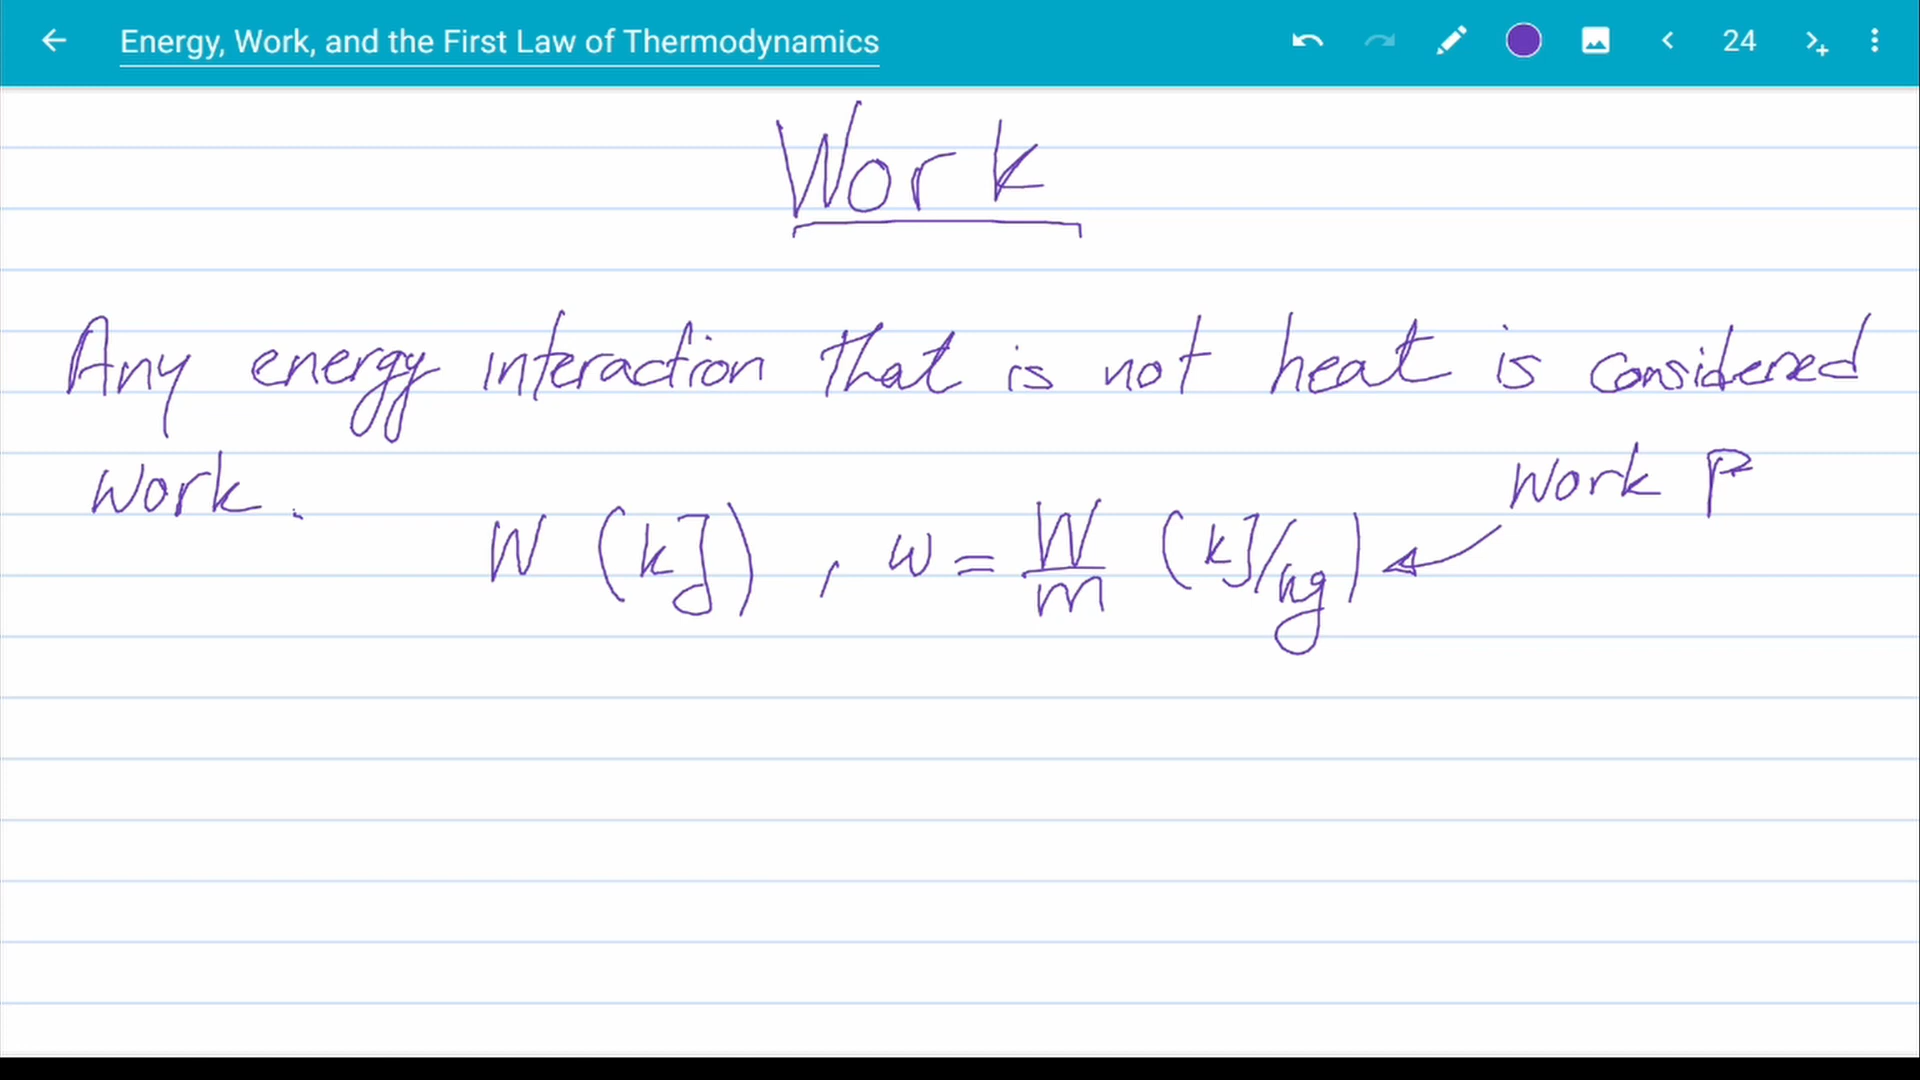 Energy, Work, and the First Law of Thermodynamics 24
Work
Any energy interaction that is not heat is considered
work.
Work P
W (kJ) , w = W/m (kJ/kg)